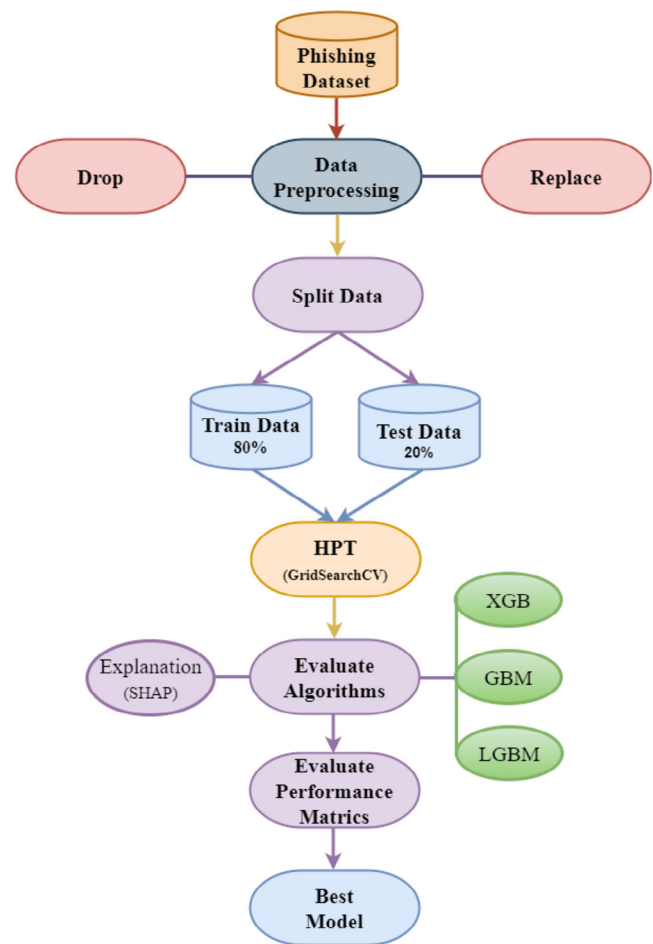 Phishing
Dataset
Drop
Data
Preprocessing
Replace
Split Data
Train Data
80%
Test Data
20%
HPT
(GridSearchCV)
XGB
Explanation
(SHAP)
Evaluate
Algorithms
GBM
LGBM
Evaluate
Performance
Matrics
Best
Model